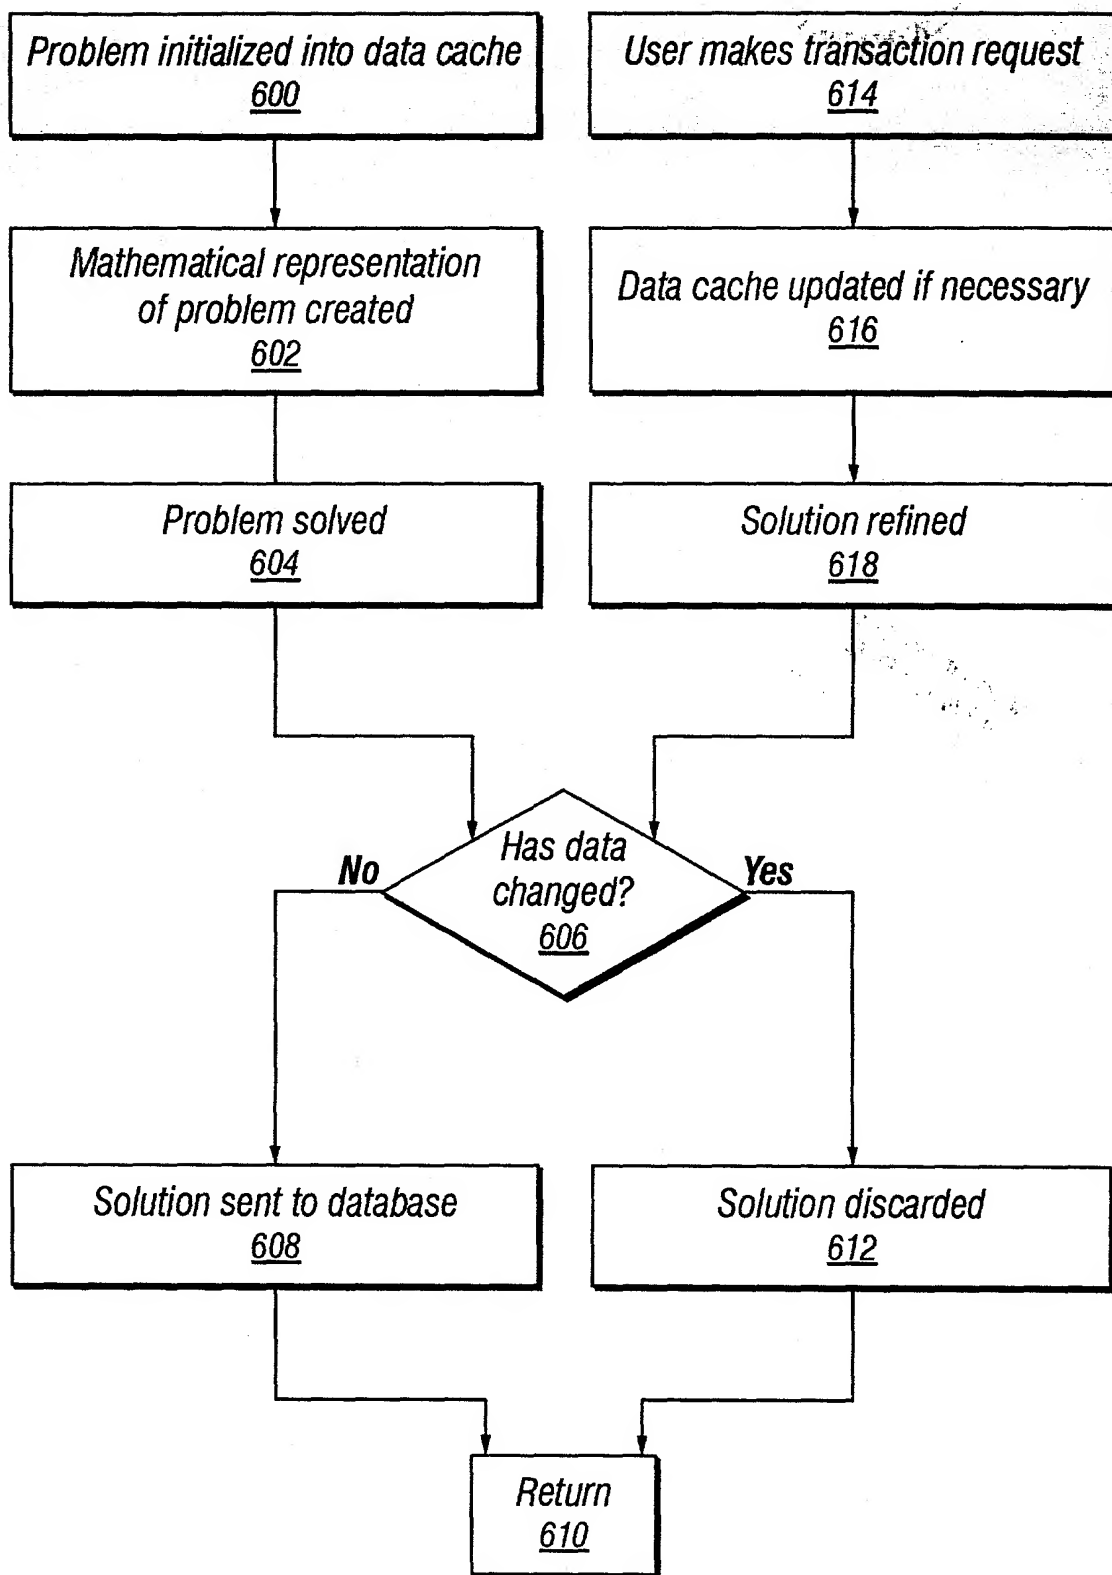 Problem initialized into data cache
600
User makes transaction request
614
Mathematical representation
of problem created
602
Data cache updated if necessary
616
Problem solved
604
Solution refined
618
Has data
changed?
606
No
Yes
Solution sent to database
608
Solution discarded
612
Return
610